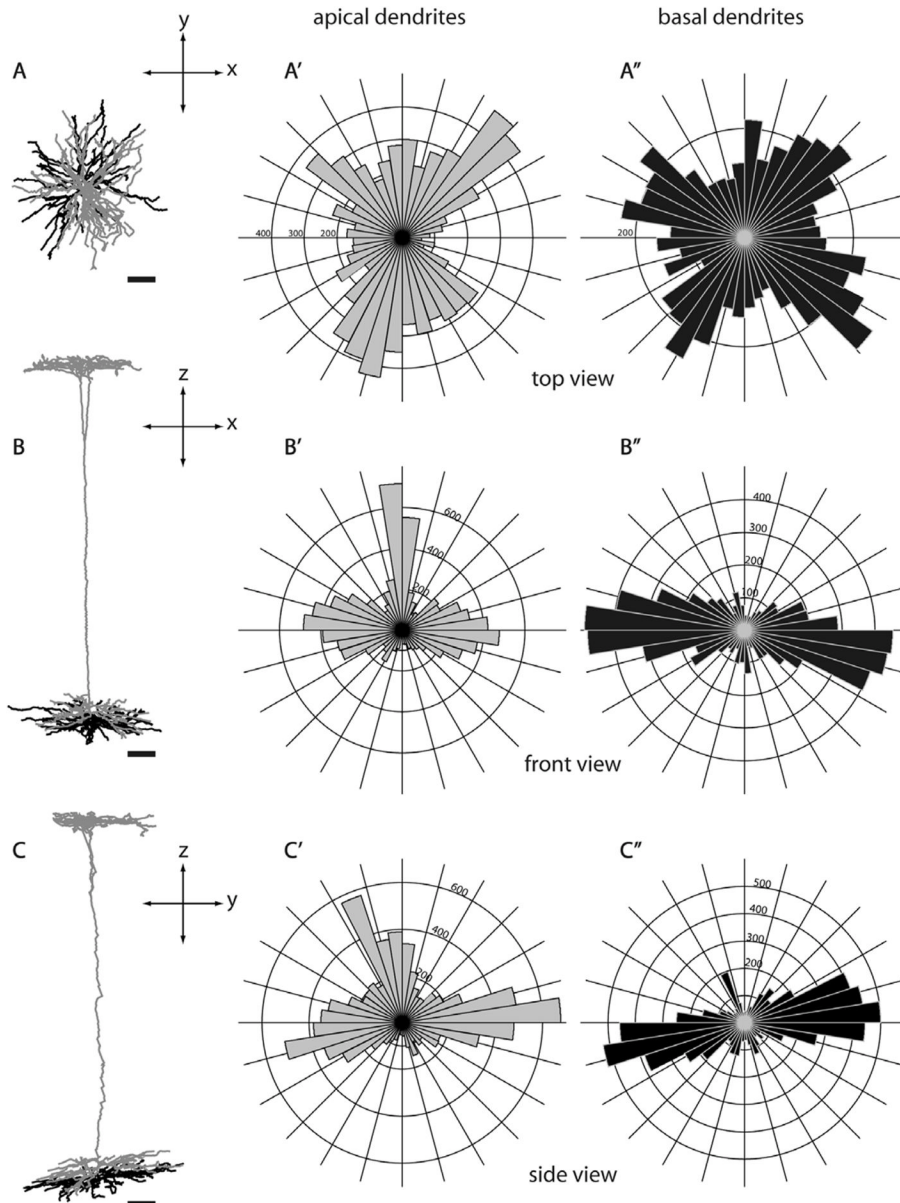 apical dendrites basal dendrites
y
A x A′ A″
400 300 200 200
top view
z
B x B′ B″
600 400 200 400 300 200 100
front view
C z y C′ C″
600 400 200 500 400 300 200
side view